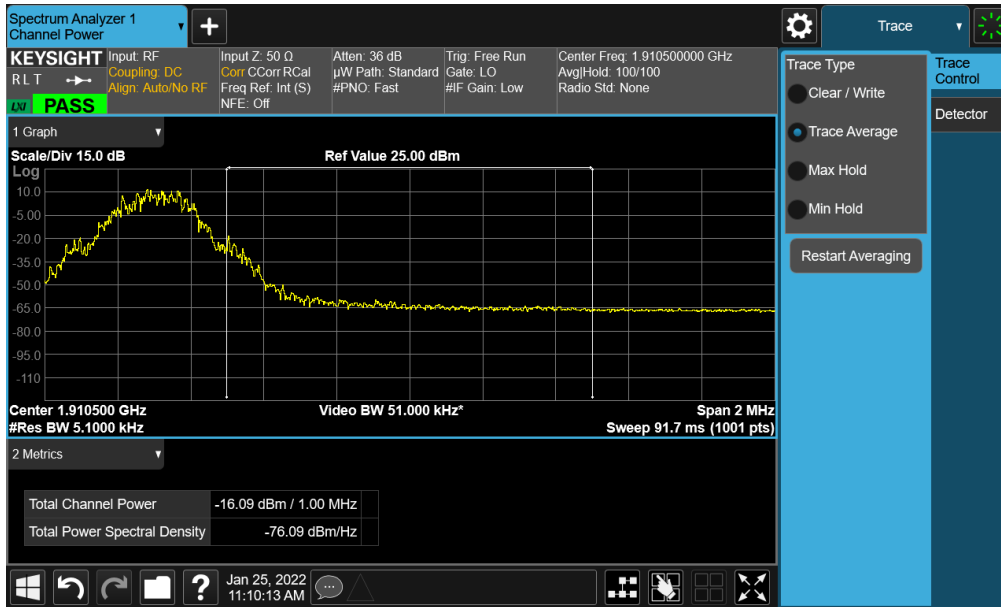 Spectrum Analyzer 1
Channel Power
+
Trace
KEYSIGHT
Input: RF
Input Z: 50 Ω
Atten: 36 dB
Trig: Free Run
Center Freq: 1.910500000 GHz
R L T
Coupling: DC
Corr CCorr RCal
µW Path: Standard
Gate: LO
Avg|Hold: 100/100
Align: Auto/No RF
Freq Ref: Int (S)
#PNO: Fast
#IF Gain: Low
Radio Std: None
LXI
PASS
NFE: Off
Trace Type
Clear / Write
Trace Average
Max Hold
Min Hold
Restart Averaging
Trace
Control
Detector
1 Graph
Scale/Div 15.0 dB
Ref Value 25.00 dBm
Log
10.0
-5.00
-20.0
-35.0
-50.0
-65.0
-80.0
-95.0
-110
Center 1.910500 GHz
Video BW 51.000 kHz*
Span 2 MHz
#Res BW 5.1000 kHz
Sweep 91.7 ms (1001 pts)
2 Metrics
Total Channel Power
-16.09 dBm / 1.00 MHz
Total Power Spectral Density
-76.09 dBm/Hz
?
Jan 25, 2022
11:10:13 AM